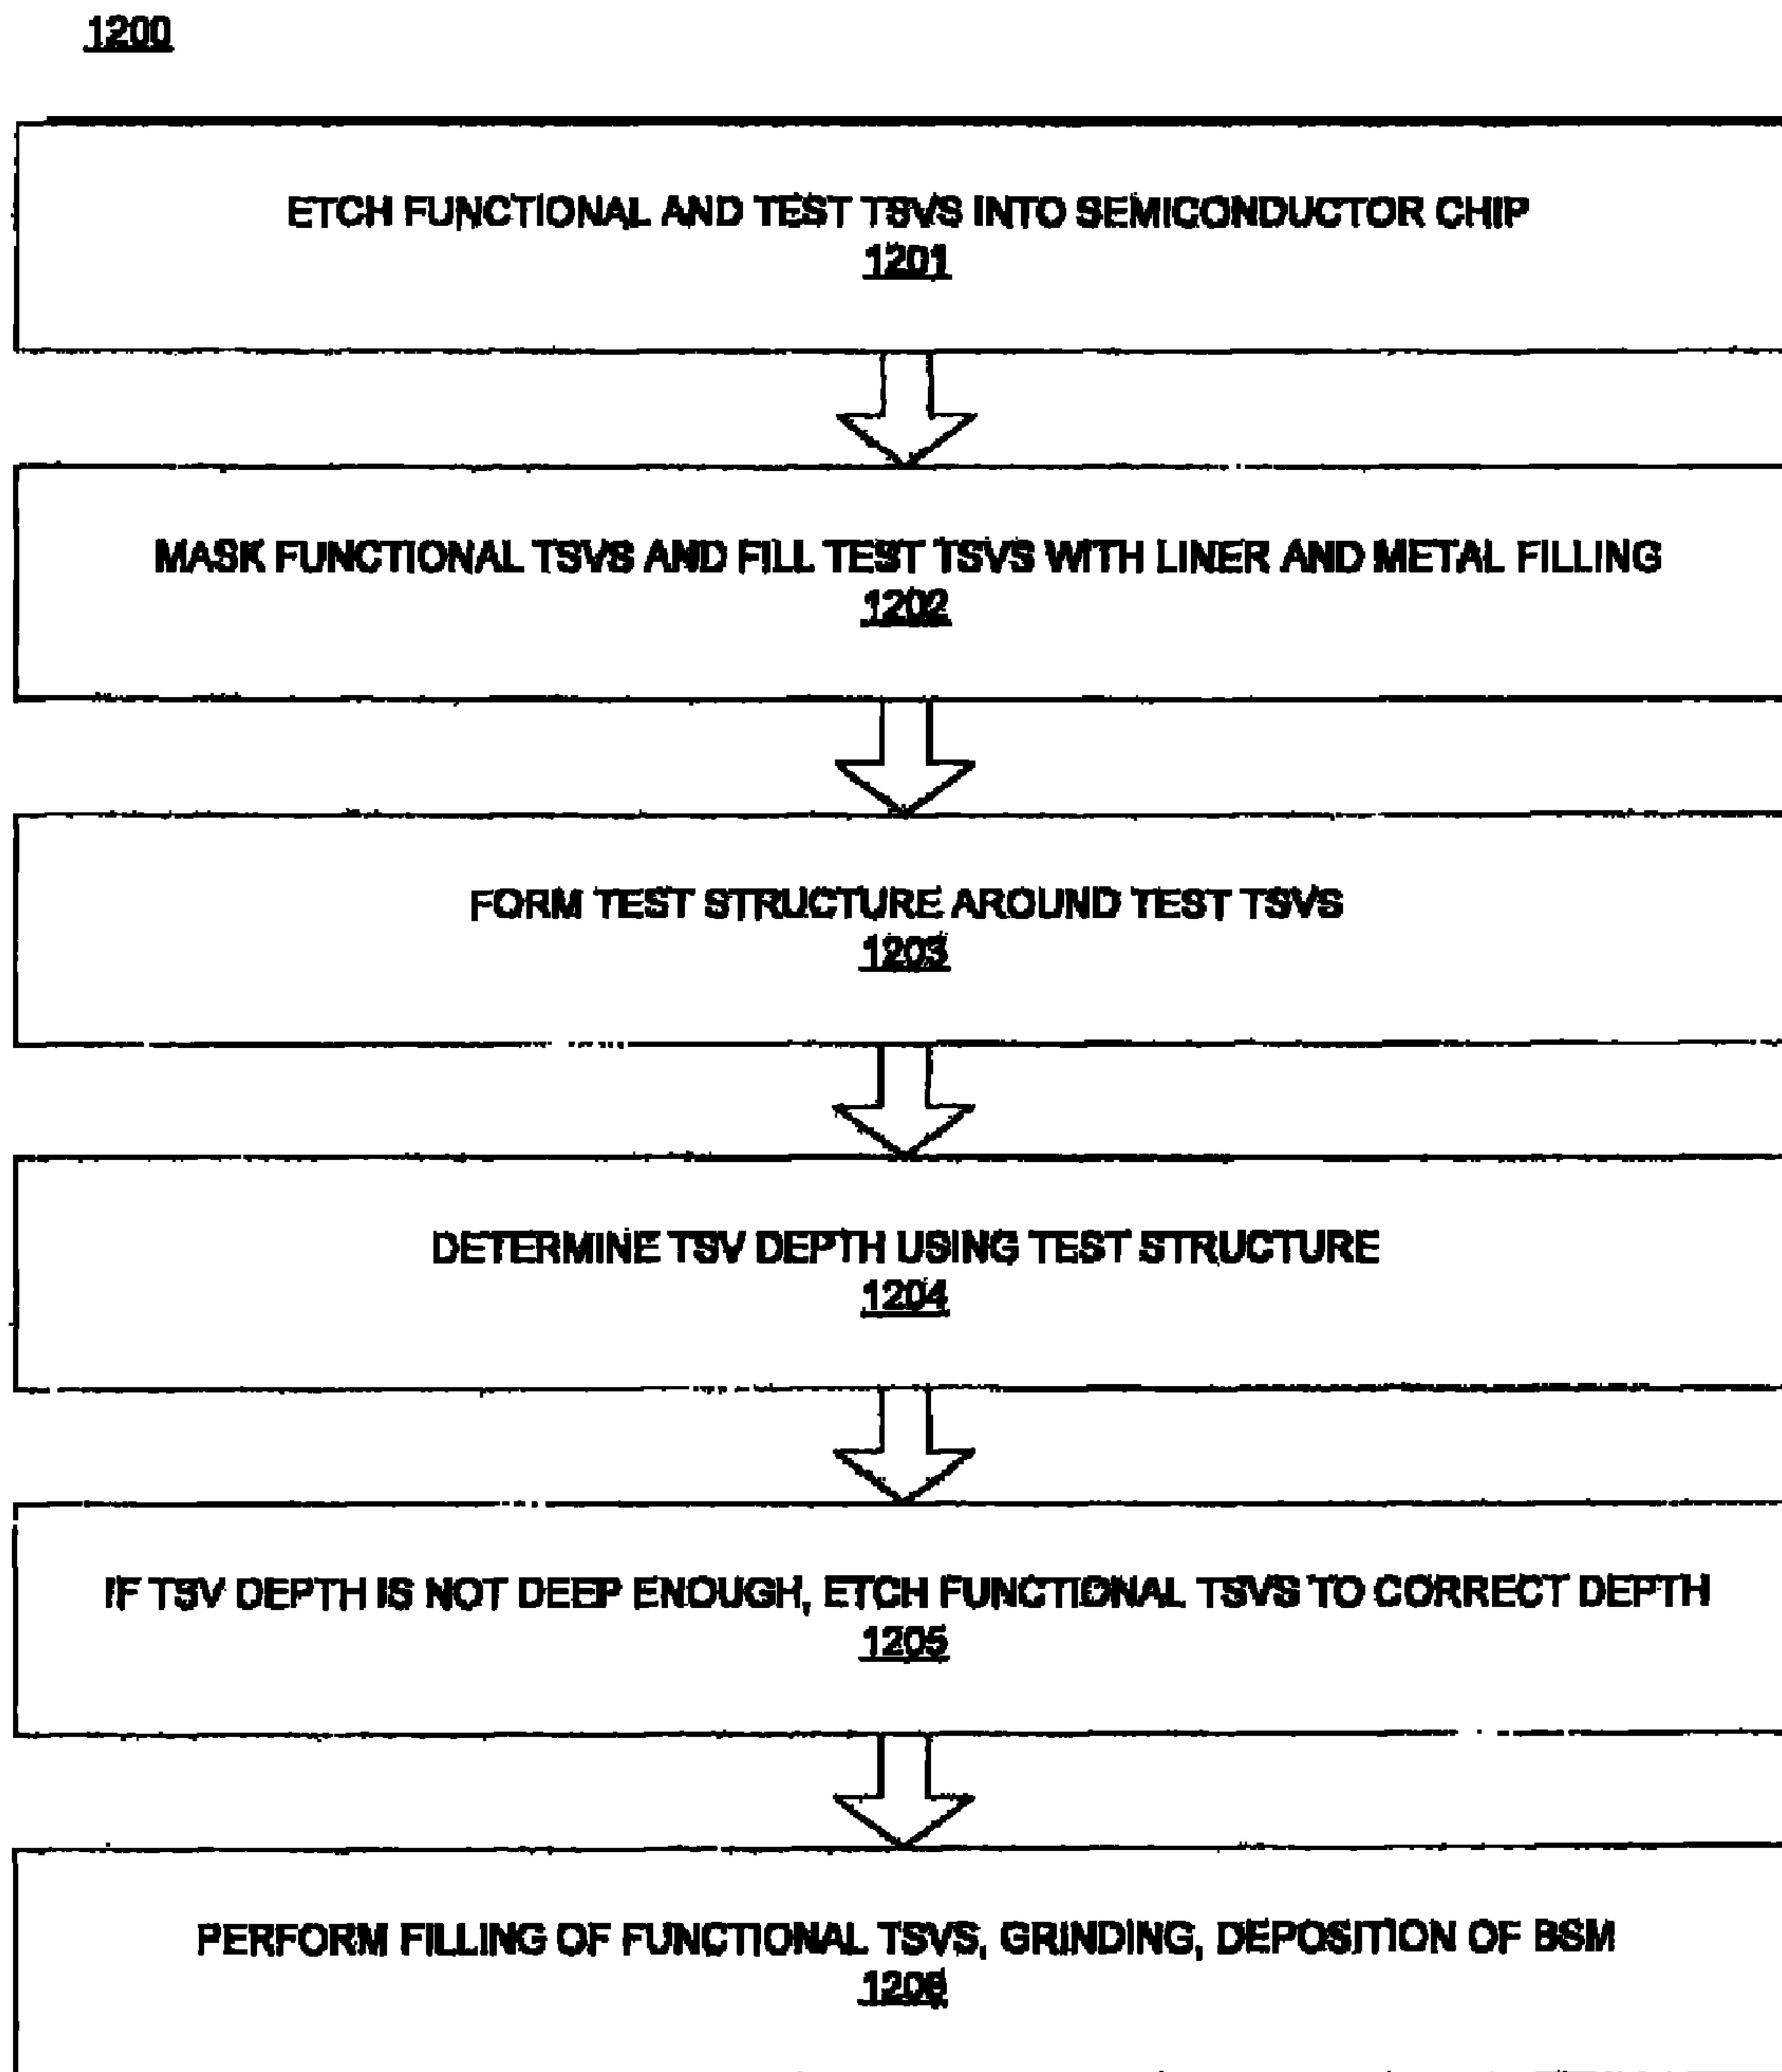 1200
ETCH FUNCTIONAL AND TEST TSVS INTO SEMICONDUCTOR CHIP
1201
MASK FUNCTIONAL TSVS AND FILL TEST TSVS WITH LINER AND METAL FILLING
1202
FORM TEST STRUCTURE AROUND TEST TSVS
1203
DETERMINE TSV DEPTH USING TEST STRUCTURE
1204
IF TSV DEPTH IS NOT DEEP ENOUGH, ETCH FUNCTIONAL TSVS TO CORRECT DEPTH
1205
PERFORM FILLING OF FUNCTIONAL TSVS, GRINDING, DEPOSITION OF BSM
1206